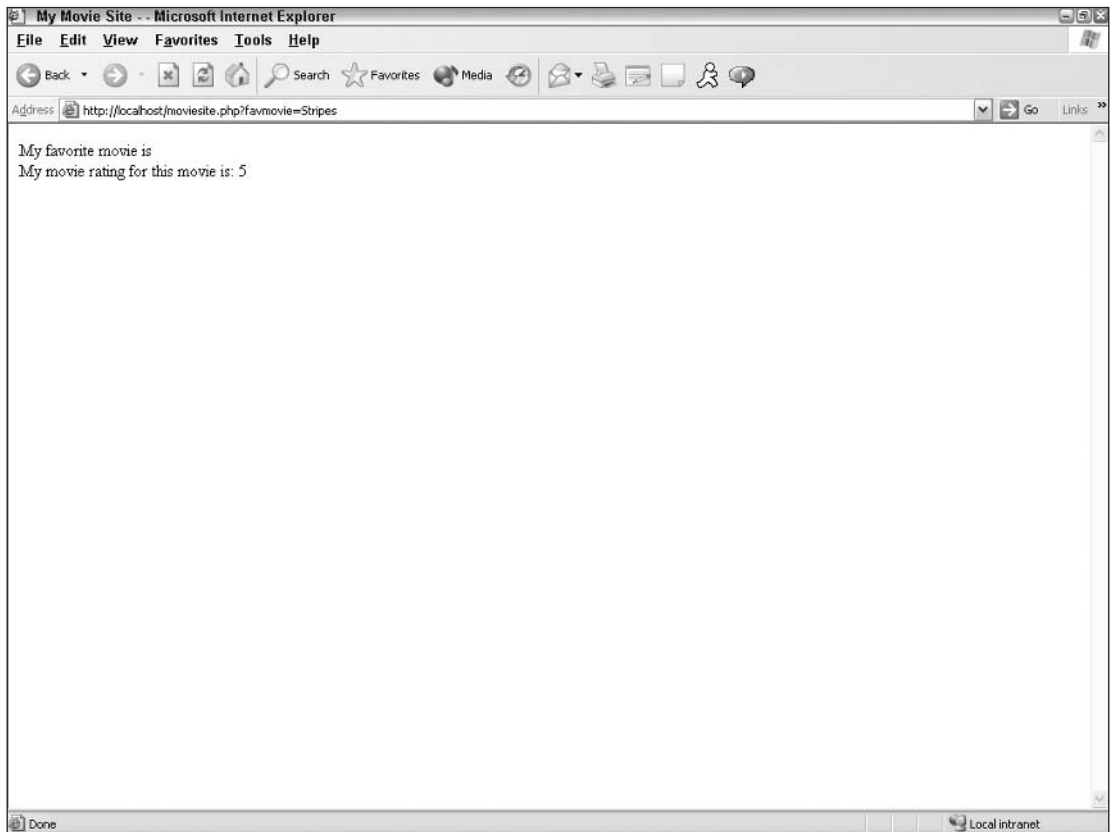 My Movie Site - - Microsoft Internet Explorer
File Edit View Favorites Tools Help
Back Search Favorites Media
Address http://localhost/moviesite.php?favmovie=Stripes Go Links »
My favorite movie is
My movie rating for this movie is: 5
Done Local intranet